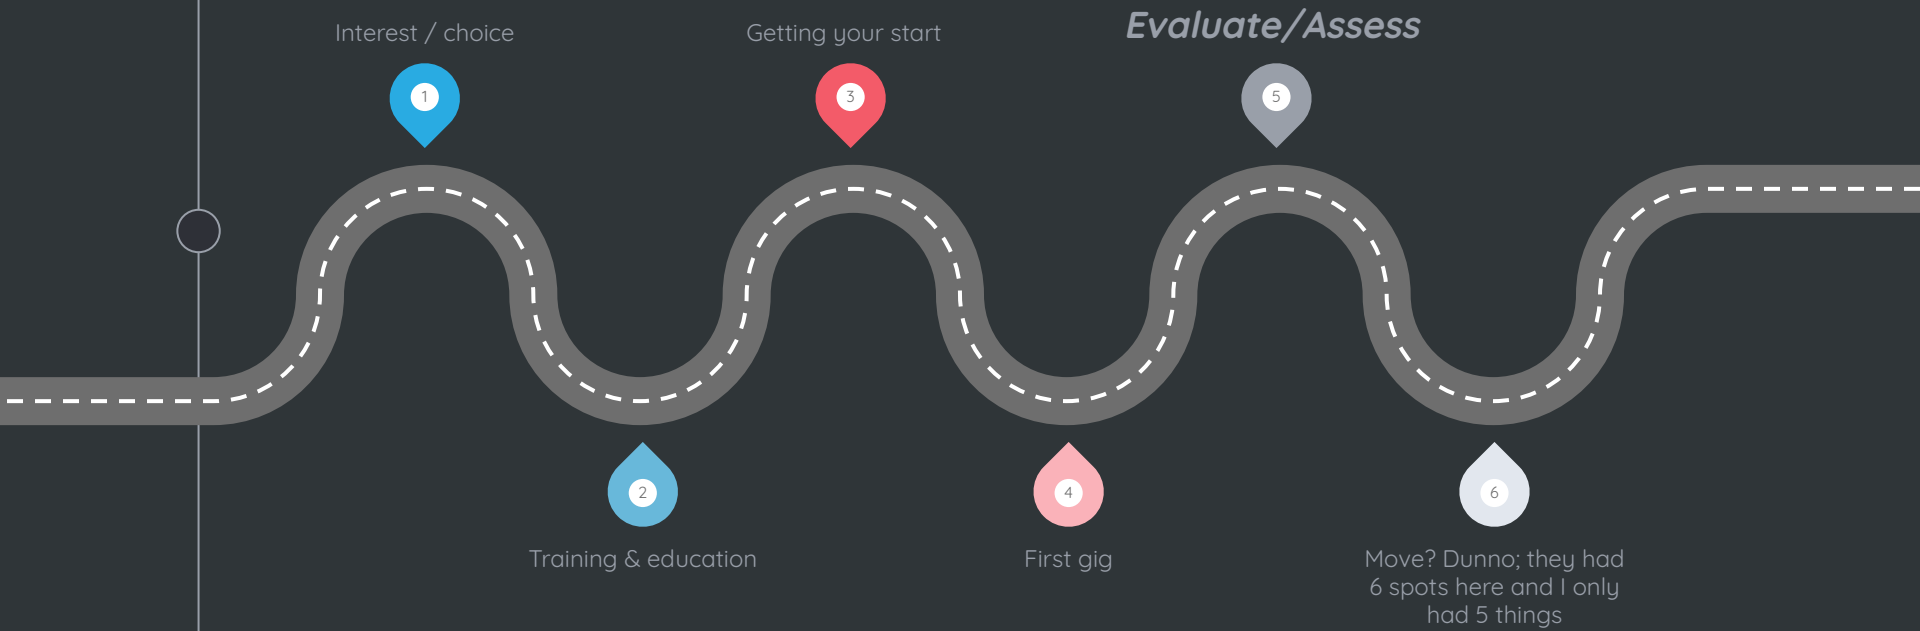 Interest / choice
1
2
Training & education
Getting your start
3
4
First gig
Evaluate/Assess
5
6
Move? Dunno; they had
6 spots here and I only
had 5 things